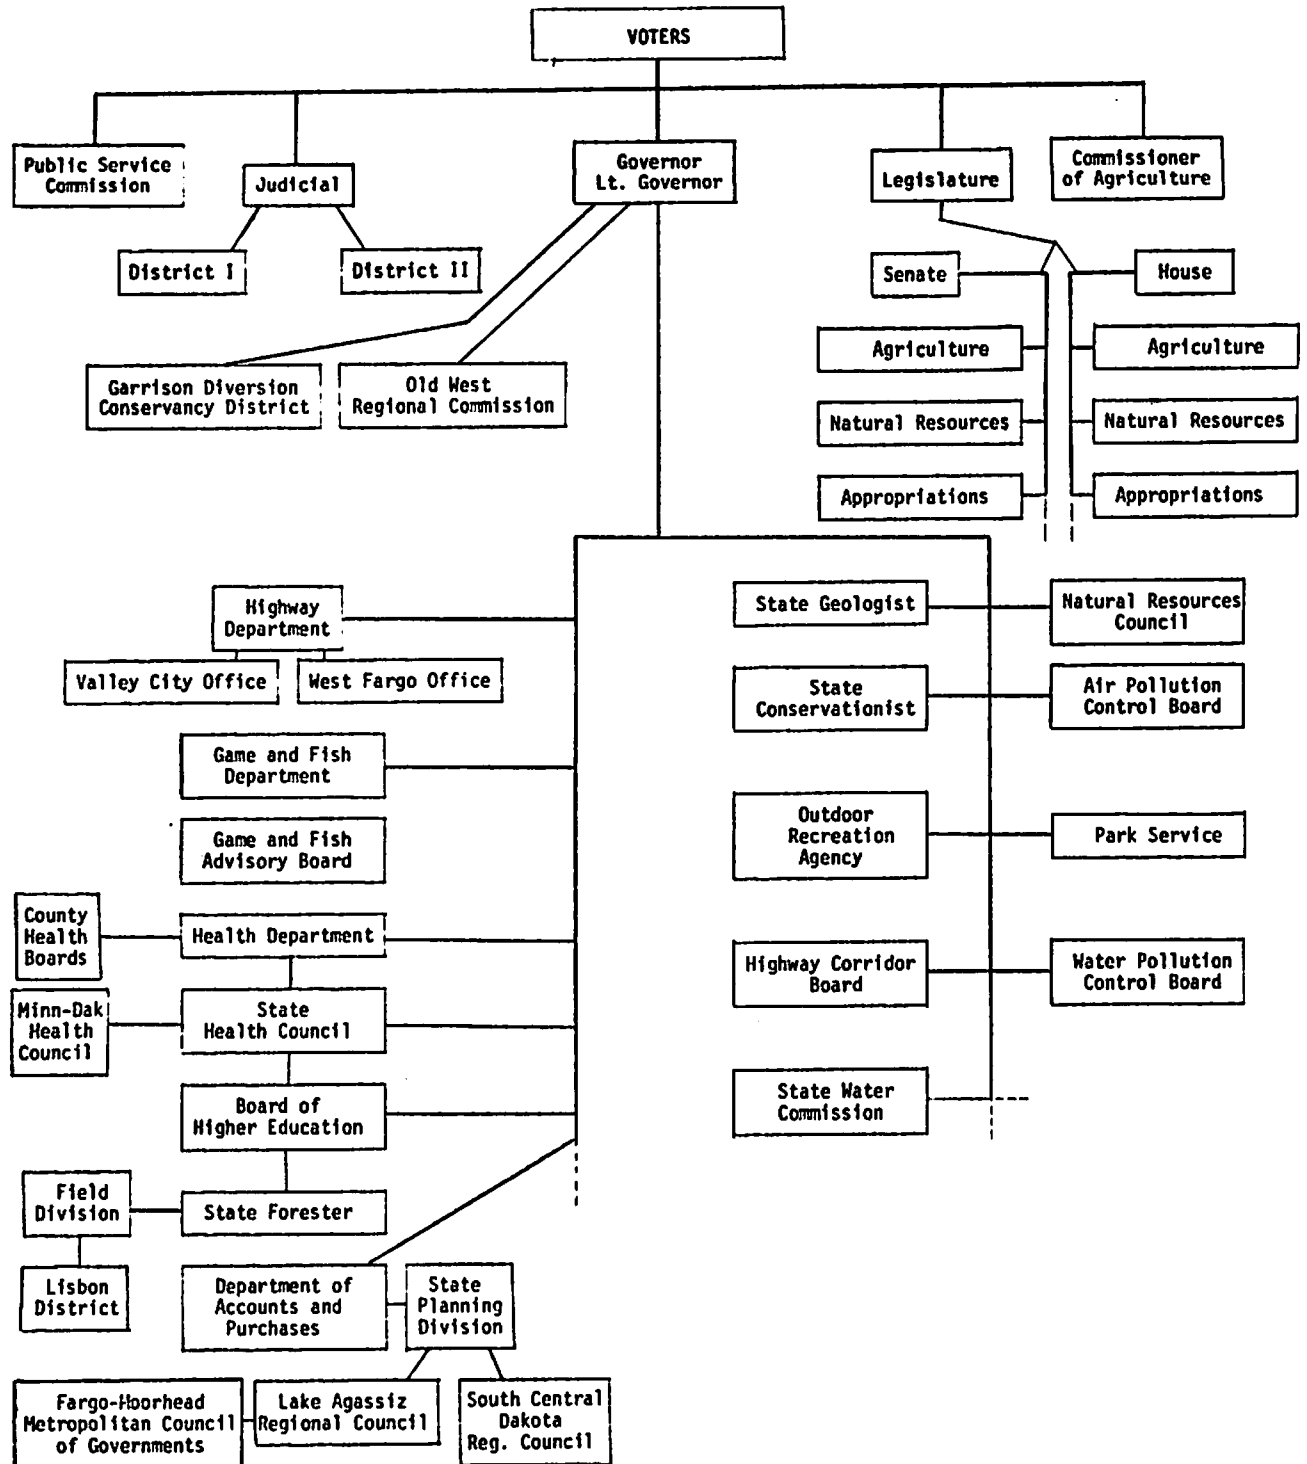 VOTERS
Public Service
Commission
Judicial
Governor
Lt. Governor
Legislature
Commissioner
of Agriculture
District I
District II
Senate
House
Garrison Diversion
Conservancy District
Old West
Regional Commission
Agriculture
Agriculture
Natural Resources
Natural Resources
Appropriations
Appropriations
Highway
Department
Valley City Office
West Fargo Office
State Geologist
Natural Resources
Council
State
Conservationist
Air Pollution
Control Board
Game and Fish
Department
Game and Fish
Advisory Board
Outdoor
Recreation
Agency
Park Service
County
Health
Boards
Health Department
Highway Corridor
Board
Water Pollution
Control Board
Minn-Dak
Health
Council
State
Health Council
Board of
Higher Education
State Water
Commission
Field
Division
State Forester
Lisbon
District
Department of
Accounts and
Purchases
State
Planning
Division
Fargo-Hoorhead
Metropolitan Council
of Governments
Lake Agassiz
Regional Council
South Central
Dakota
Reg. Council